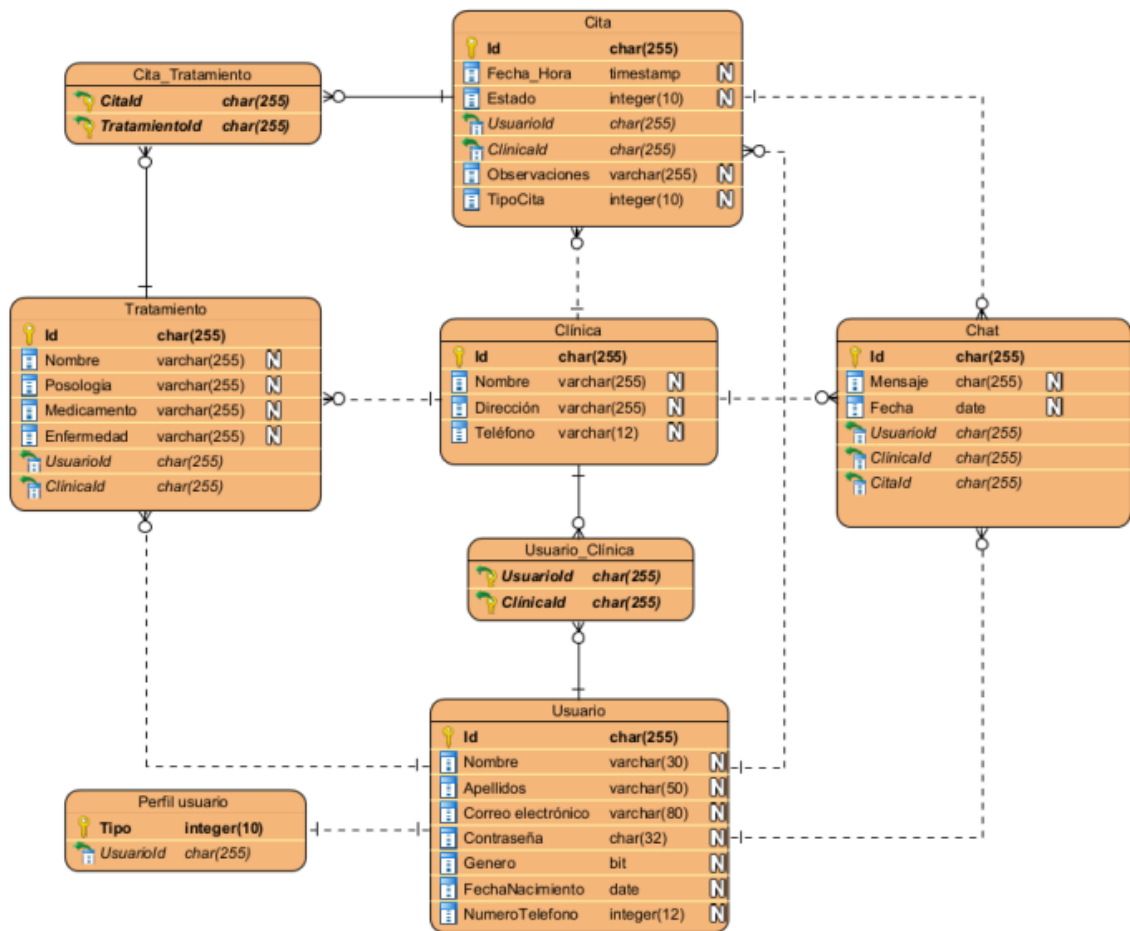 Cita
Id char(255)
Fecha_Hora timestamp N
Estado integer(10) N
UsuarioId char(255)
ClínicaId char(255)
Observaciones varchar(255) N
TipoCita integer(10) N
Cita_Tratamiento
CitaId char(255)
TratamientoId char(255)
Tratamiento
Id char(255)
Nombre varchar(255) N
Posologia varchar(255) N
Medicamento varchar(255) N
Enfermedad varchar(255) N
UsuarioId char(255)
ClínicaId char(255)
Clínica
Id char(255)
Nombre varchar(255) N
Dirección varchar(255) N
Teléfono varchar(12) N
Chat
Id char(255)
Mensaje char(255) N
Fecha date N
UsuarioId char(255)
ClínicaId char(255)
CitaId char(255)
Usuario_Clínica
UsuarioId char(255)
ClínicaId char(255)
Usuario
Id char(255)
Nombre varchar(30) N
Apellidos varchar(50) N
Correo electrónico varchar(80) N
Contraseña char(32) N
Genero bit N
FechaNacimiento date N
NumeroTelefono integer(12) N
Perfil usuario
Tipo integer(10)
UsuarioId char(255)